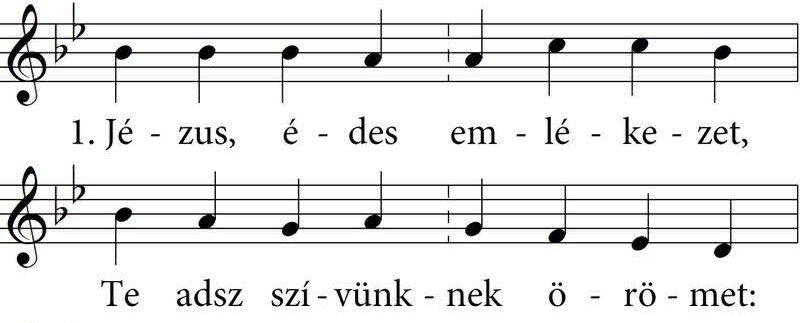 1. Jé - zus, é - des em - lé - ke - zet,
Te adsz szí - vünk - nek ö - rö - met: